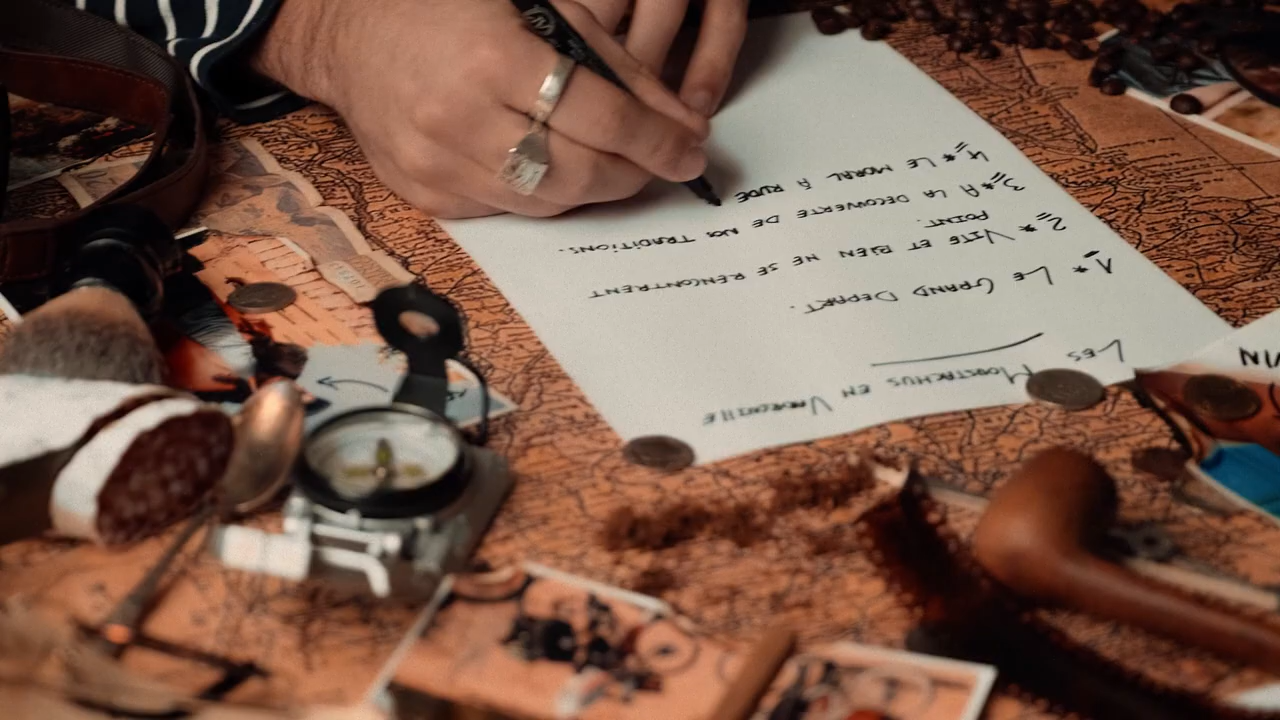 LES
MOUSTACHUS EN VADROUILLE
1* LE GRAND DEPART.
2* VITE ET BIEN NE SE RENCONTRENT
POINT.
3* A LA DECOUVERTE DE NOS TRADITIONS.
4* LE MORAL À RUDE
VIN